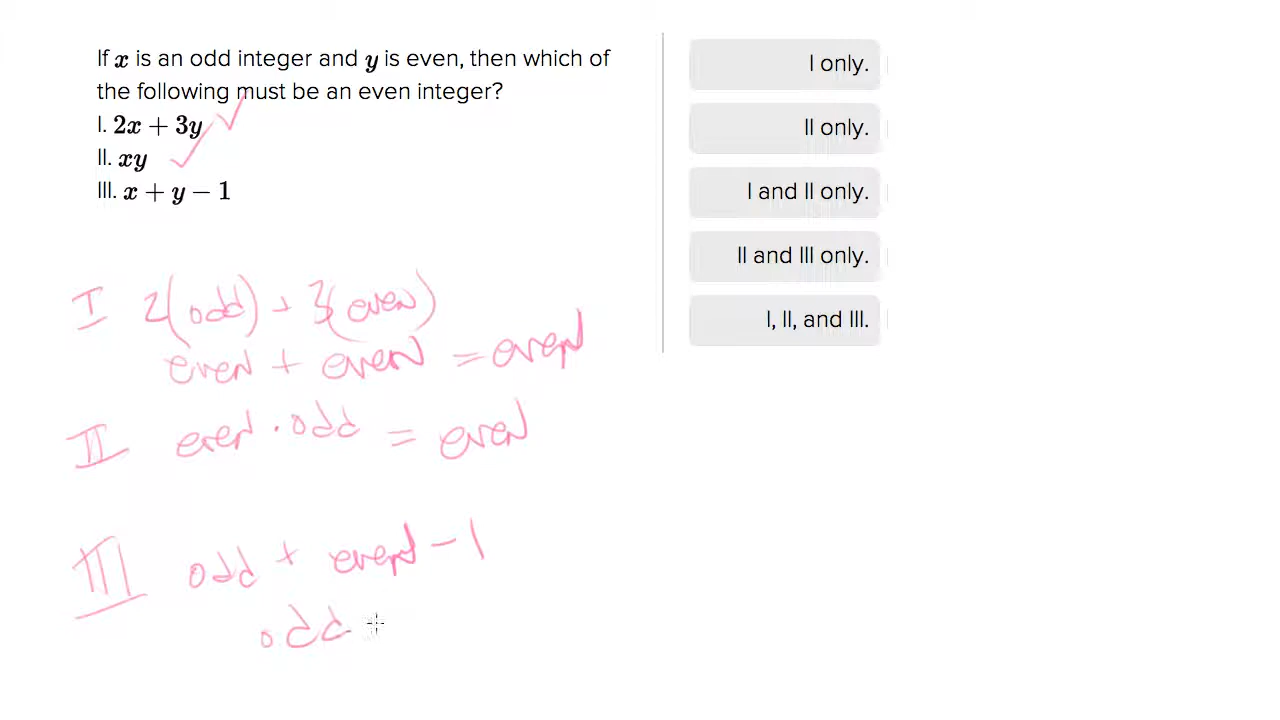 If x is an odd integer and y is even, then which of
the following must be an even integer?
I. 2x + 3y
II. xy
III. x + y − 1
I only.
II only.
I and II only.
II and III only.
I, II, and III.
I 2(odd) + 3(even)
even + even = even
II even · odd = even
III odd + even − 1
odd